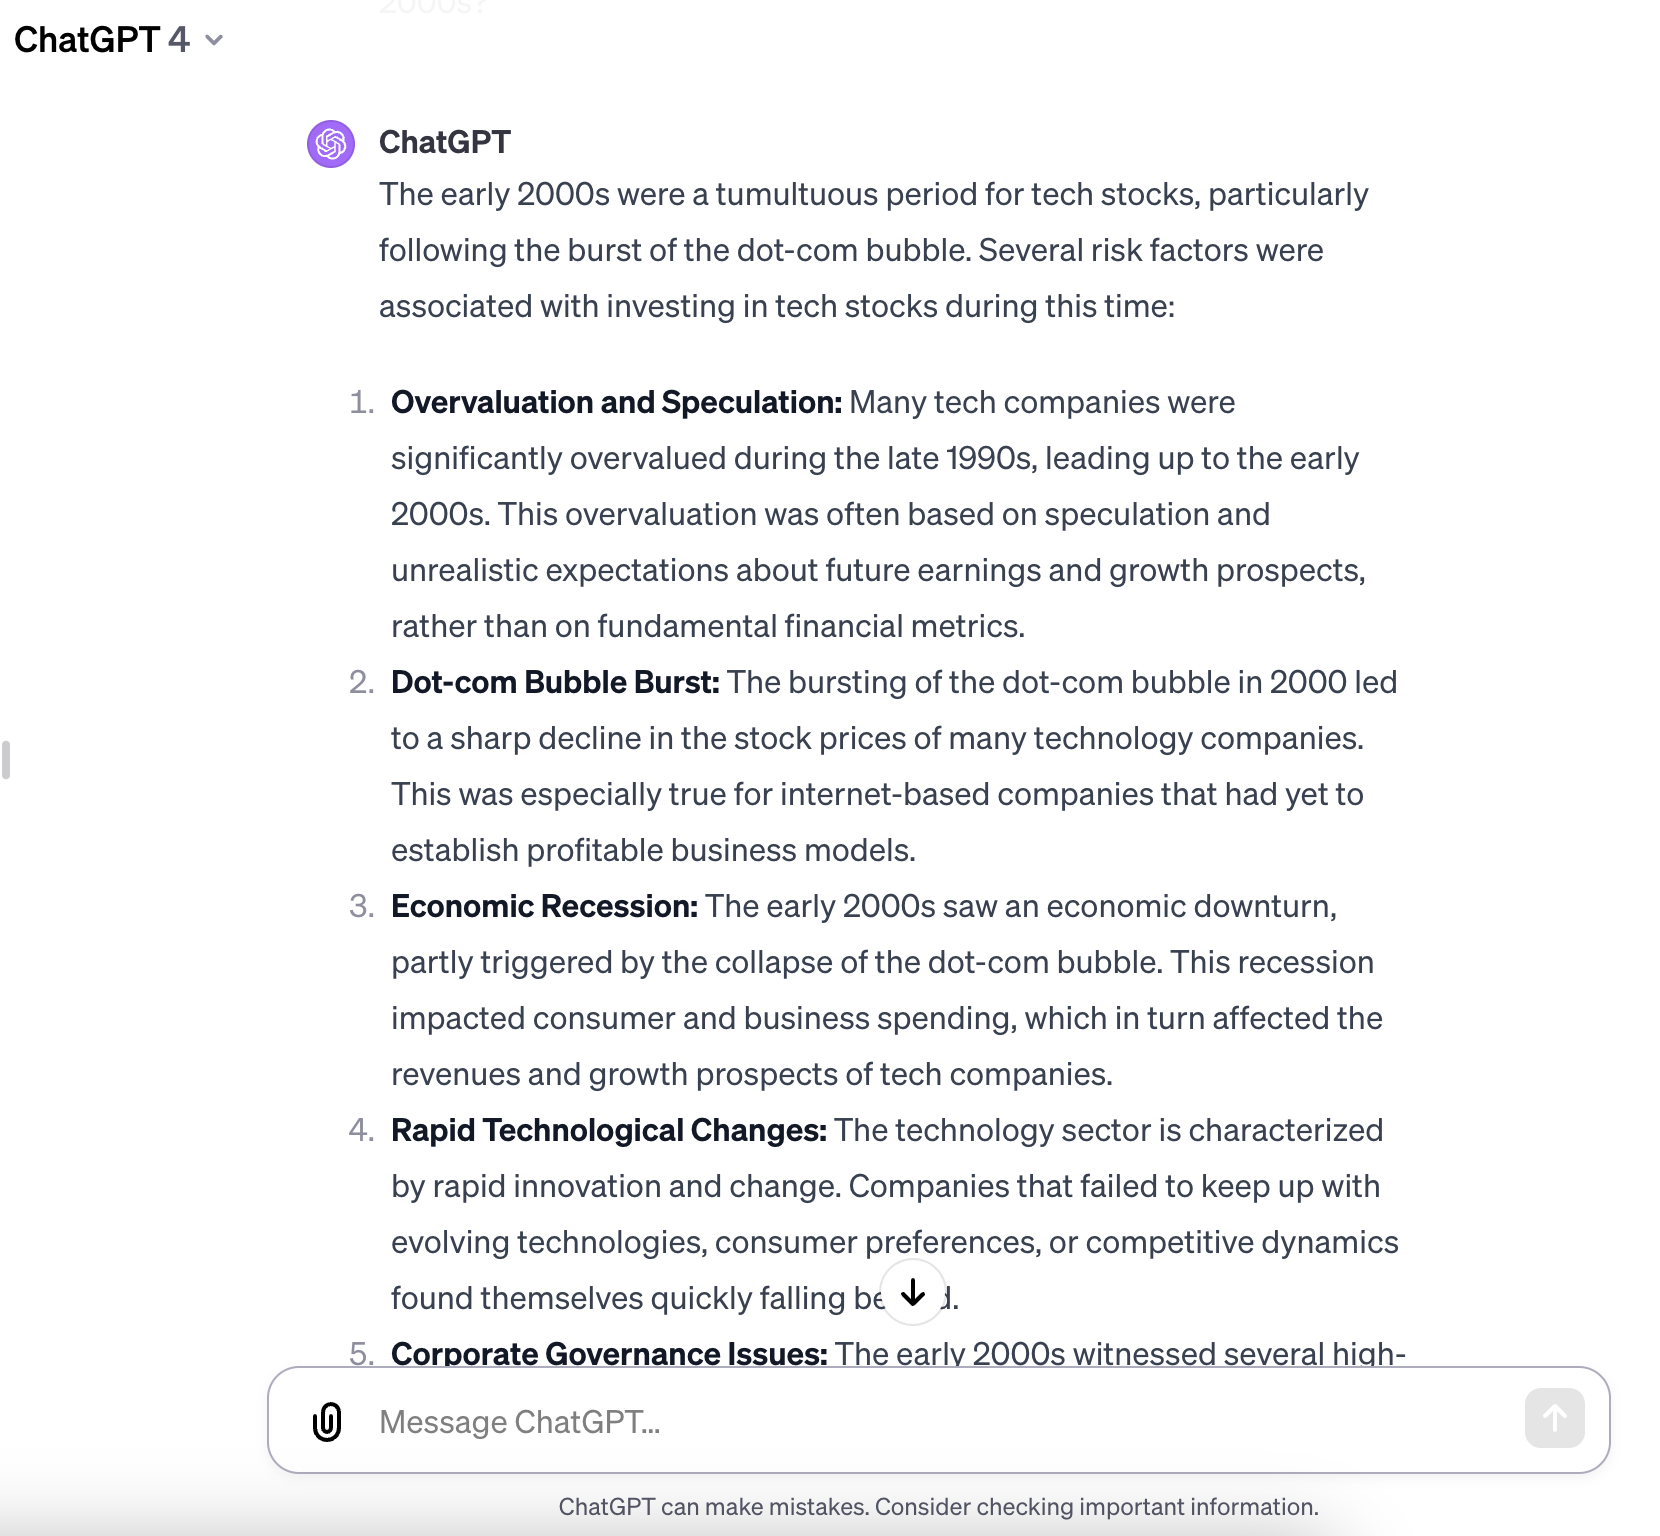 2000s?
ChatGPT 4
ChatGPT
The early 2000s were a tumultuous period for tech stocks, particularly
following the burst of the dot-com bubble. Several risk factors were
associated with investing in tech stocks during this time:
1. Overvaluation and Speculation: Many tech companies were
significantly overvalued during the late 1990s, leading up to the early
2000s. This overvaluation was often based on speculation and
unrealistic expectations about future earnings and growth prospects,
rather than on fundamental financial metrics.
2. Dot-com Bubble Burst: The bursting of the dot-com bubble in 2000 led
to a sharp decline in the stock prices of many technology companies.
This was especially true for internet-based companies that had yet to
establish profitable business models.
3. Economic Recession: The early 2000s saw an economic downturn,
partly triggered by the collapse of the dot-com bubble. This recession
impacted consumer and business spending, which in turn affected the
revenues and growth prospects of tech companies.
4. Rapid Technological Changes: The technology sector is characterized
by rapid innovation and change. Companies that failed to keep up with
evolving technologies, consumer preferences, or competitive dynamics
found themselves quickly falling
5. Corporate Governance Issues: The early 2000s witnessed several high-
Message ChatGPT...
ChatGPT can make mistakes. Consider checking important information.